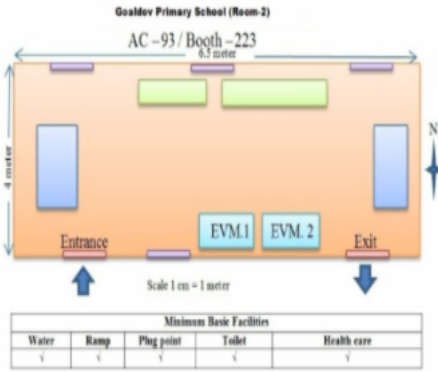 Goaldov Primary School (Room-2)
AC –93 / Booth –223
6.5 meter
4 meter
N
EVM.1
EVM. 2
Entrance
Exit
Scale 1 cm = 1 meter
Minimum Basic Facilities
Water Ramp Plug point Toilet Health care
√ √ √ √ √